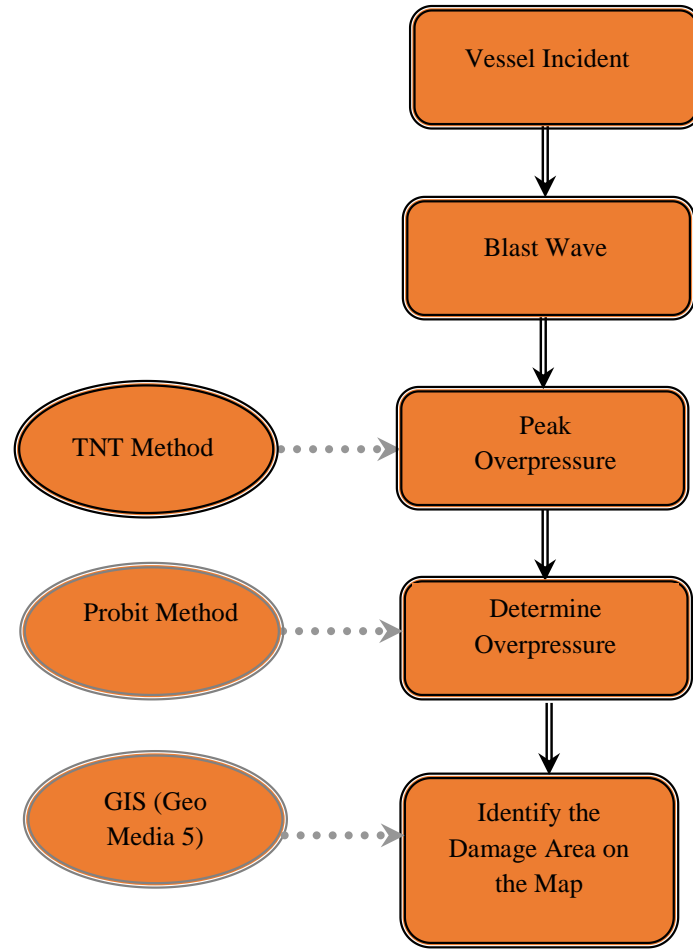 Vessel Incident
Blast Wave
TNT Method
Peak
Overpressure
Probit Method
Determine
Overpressure
GIS (Geo
Media 5)
Identify the
Damage Area on
the Map